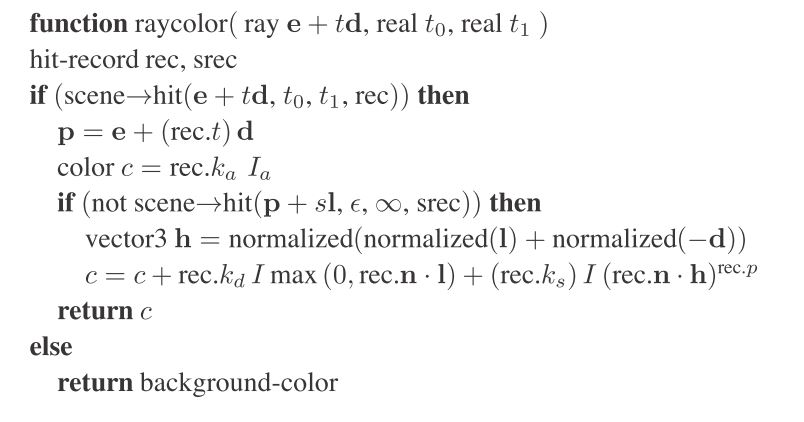 function raycolor( ray e + td, real t₀, real t₁ )
hit-record rec, srec
if (scene→hit(e + td, t₀, t₁, rec)) then
p = e + (rec.t) d
color c = rec.kₐ Iₐ
if (not scene→hit(p + sl, ϵ, ∞, srec)) then
vector3 h = normalized(normalized(l) + normalized(−d))
c = c + rec.k_d I max (0, rec.n · l) + (rec.kₛ) I (rec.n · h)^rec.p
return c
else
return background-color